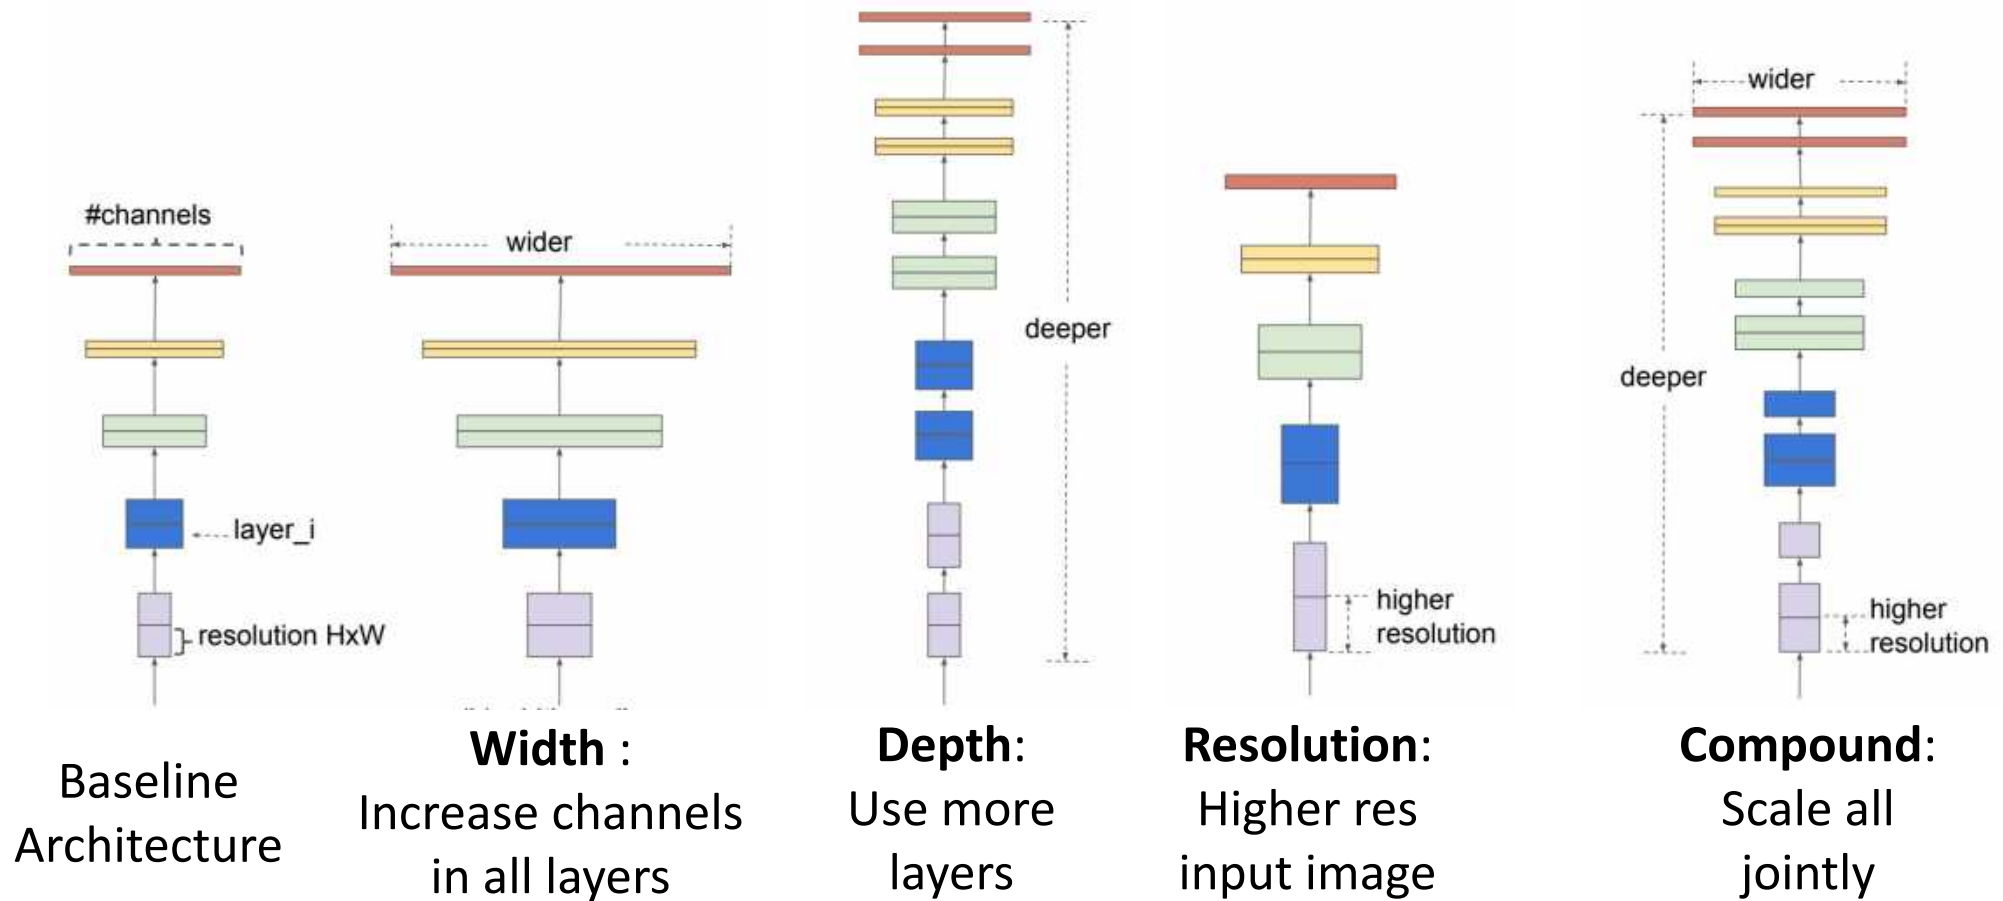 #channels
layer_i
resolution HxW
Baseline
Architecture
wider
Width :
Increase channels
in all layers
deeper
Depth:
Use more
layers
higher
resolution
Resolution:
Higher res
input image
wider
deeper
higher
resolution
Compound:
Scale all
jointly